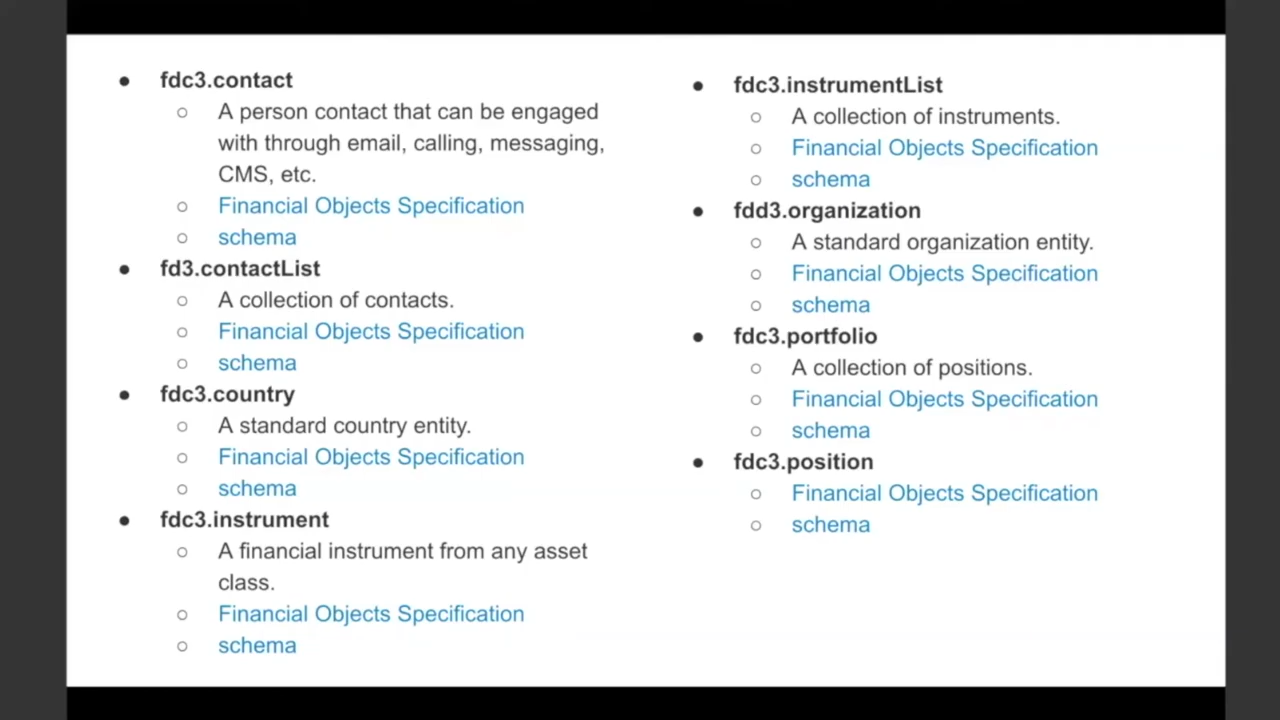 fdc3.contact
A person contact that can be engaged
with through email, calling, messaging,
CMS, etc.
Financial Objects Specification
schema
fd3.contactList
A collection of contacts.
Financial Objects Specification
schema
fdc3.country
A standard country entity.
Financial Objects Specification
schema
fdc3.instrument
A financial instrument from any asset
class.
Financial Objects Specification
schema
fdc3.instrumentList
A collection of instruments.
Financial Objects Specification
schema
fdd3.organization
A standard organization entity.
Financial Objects Specification
schema
fdc3.portfolio
A collection of positions.
Financial Objects Specification
schema
fdc3.position
Financial Objects Specification
schema